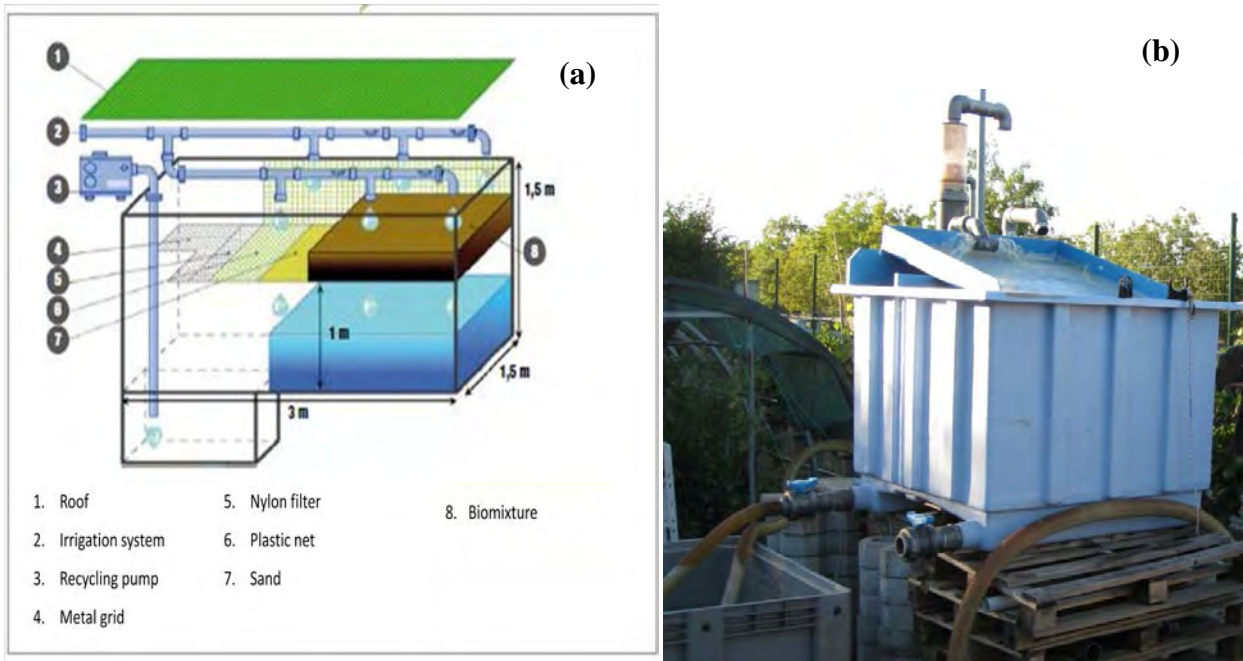 (a)
(b)
1
2
3
4
5
6
7
8
1,5 m
1 m
1,5 m
3 m
1. Roof
2. Irrigation system
3. Recycling pump
4. Metal grid
5. Nylon filter
6. Plastic net
7. Sand
8. Biomixture